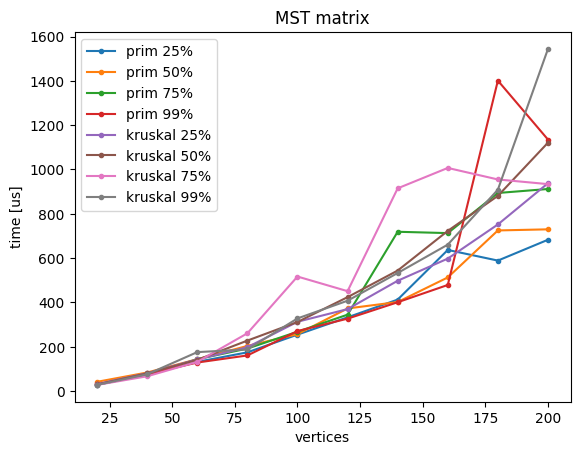 MST matrix
time [us]
1600
1400
1200
1000
800
600
400
200
0
prim 25%
prim 50%
prim 75%
prim 99%
kruskal 25%
kruskal 50%
kruskal 75%
kruskal 99%
25 50 75 100 125 150 175 200
vertices